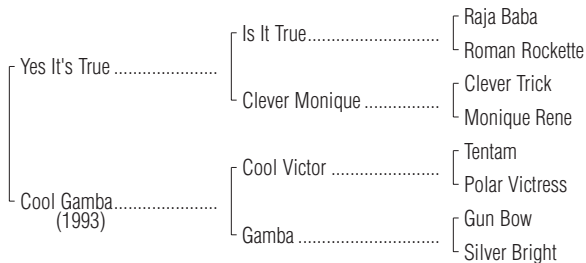 Raja Baba
Is It True
Roman Rockette
Yes It's True
Clever Trick
Clever Monique
Monique Rene
Tentam
Cool Victor
Polar Victress
Cool Gamba
(1993)
Gun Bow
Gamba
Silver Bright